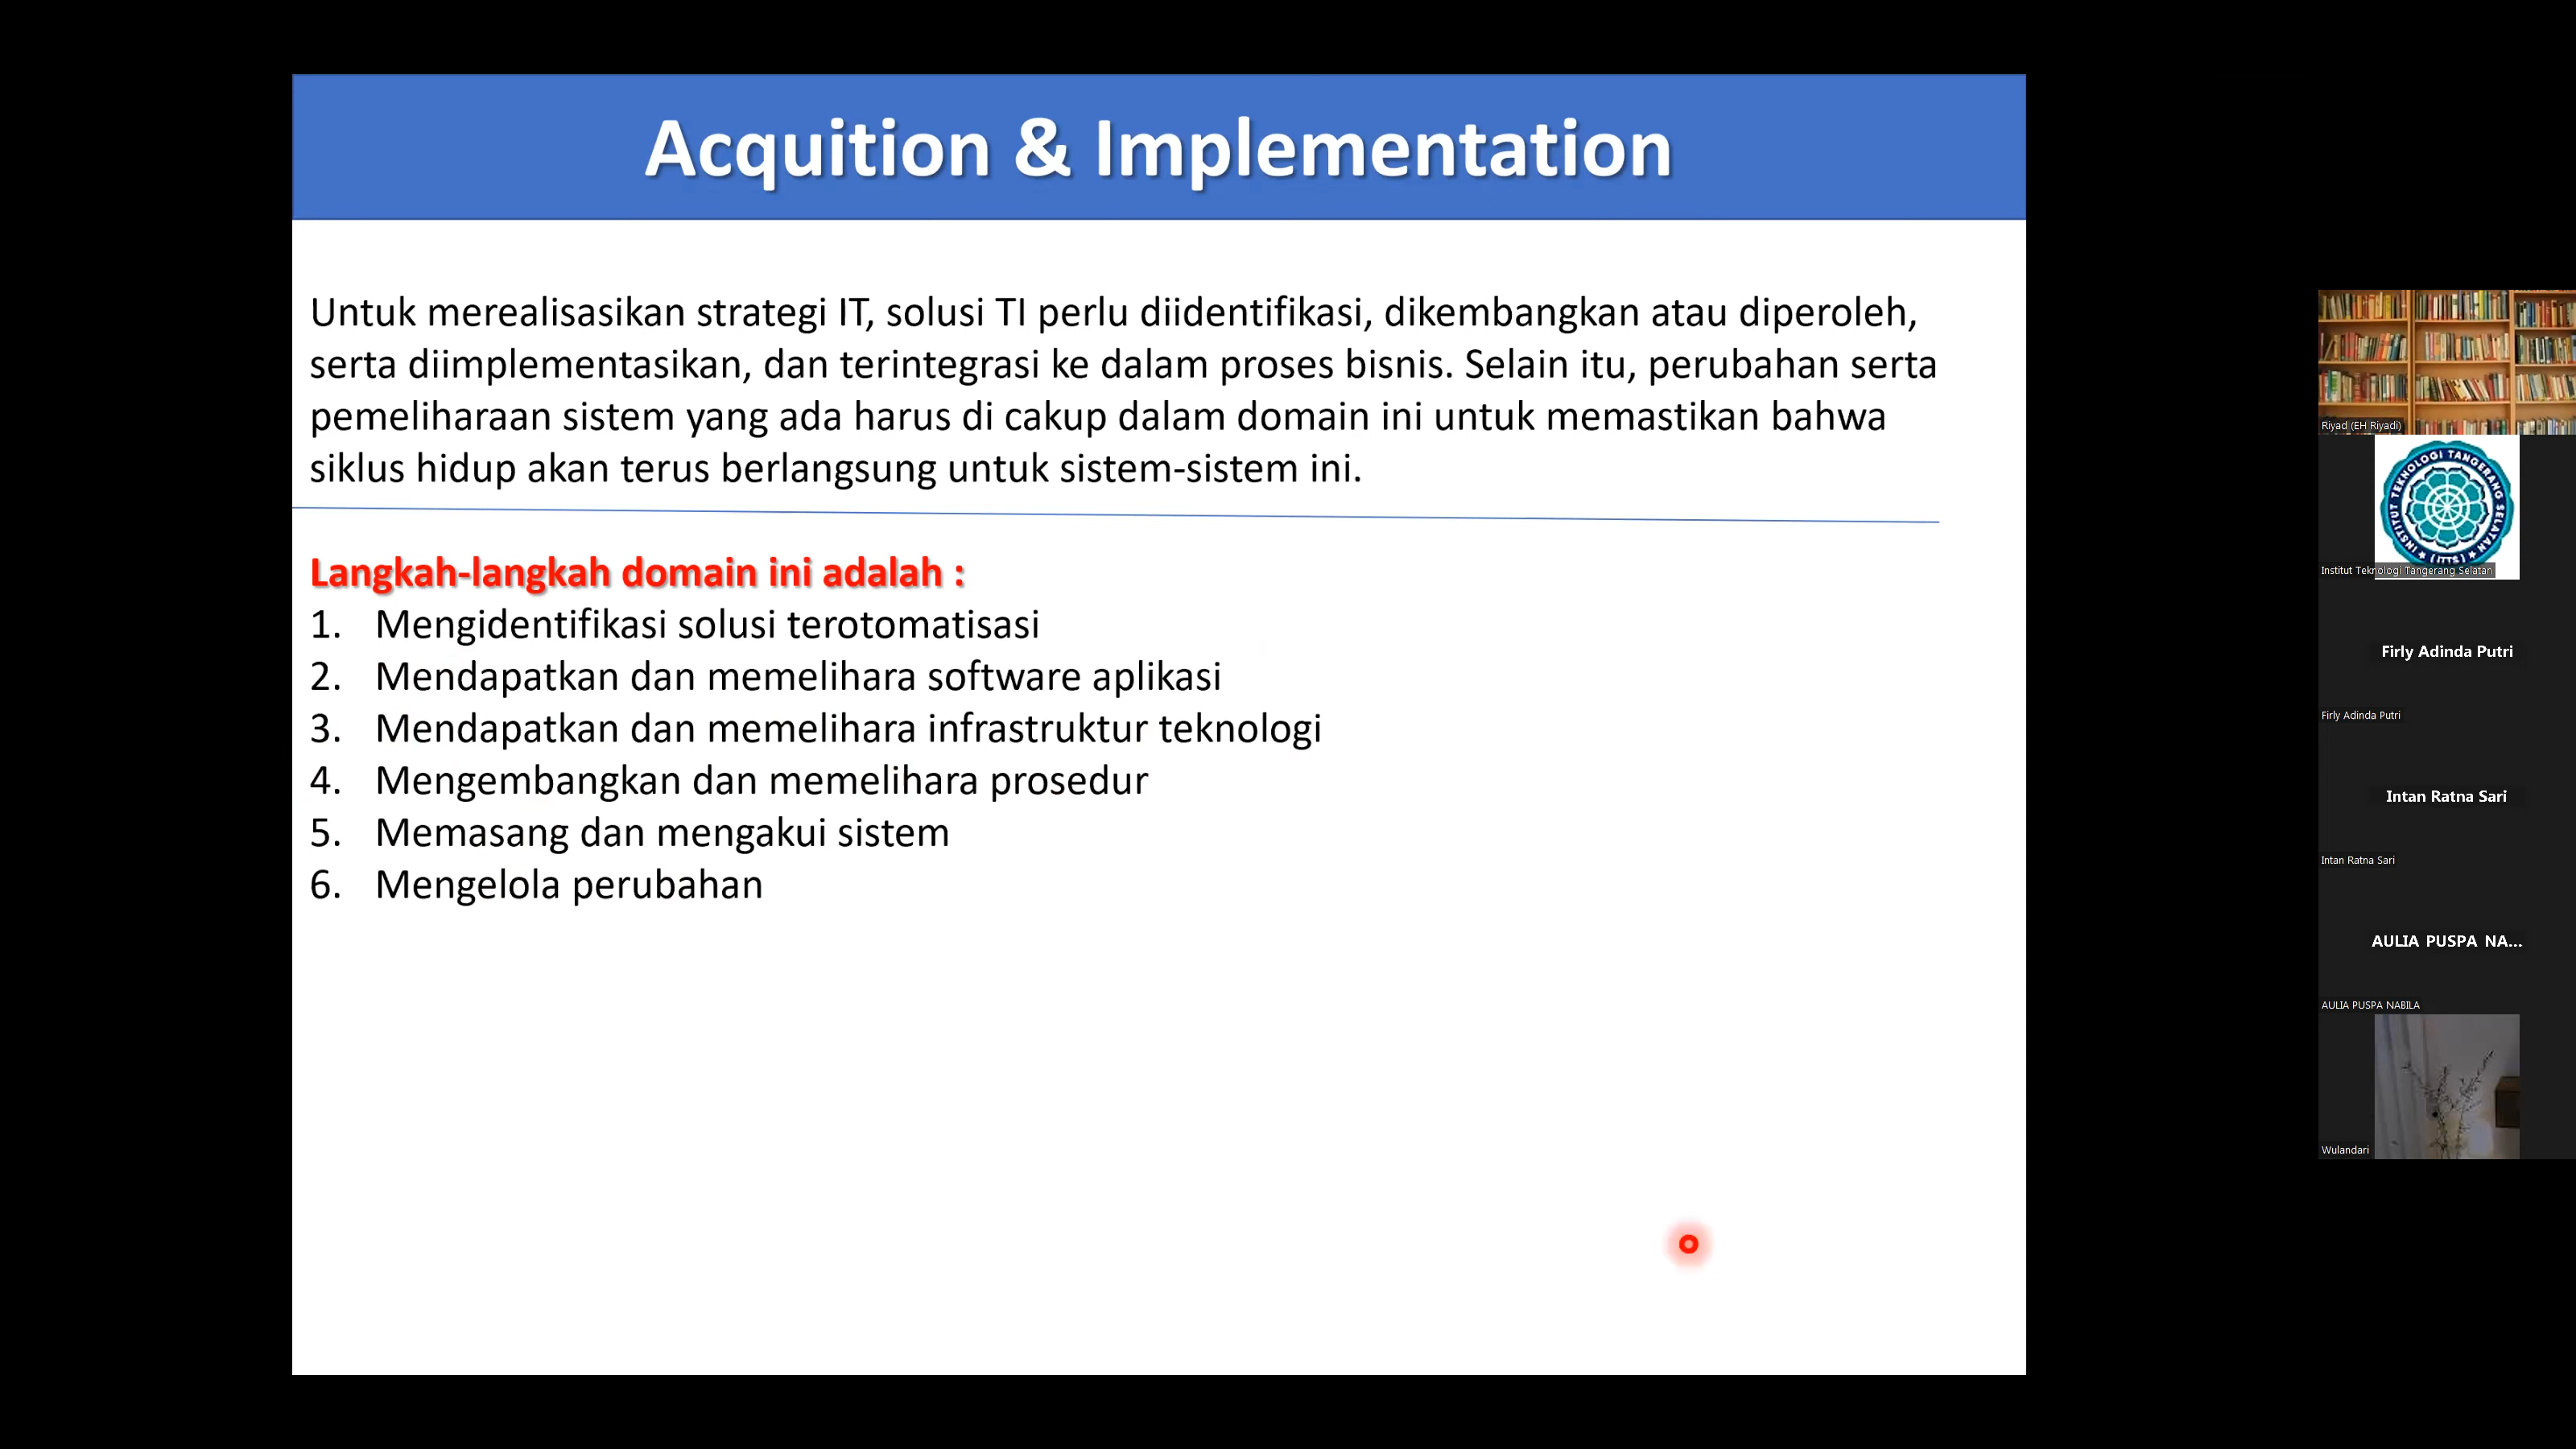 Acquition & Implementation
Untuk merealisasikan strategi IT, solusi TI perlu diidentifikasi, dikembangkan atau diperoleh,
serta diimplementasikan, dan terintegrasi ke dalam proses bisnis. Selain itu, perubahan serta
pemeliharaan sistem yang ada harus di cakup dalam domain ini untuk memastikan bahwa
siklus hidup akan terus berlangsung untuk sistem-sistem ini.
Langkah-langkah domain ini adalah :
1. Mengidentifikasi solusi terotomatisasi
2. Mendapatkan dan memelihara software aplikasi
3. Mendapatkan dan memelihara infrastruktur teknologi
4. Mengembangkan dan memelihara prosedur
5. Memasang dan mengakui sistem
6. Mengelola perubahan
Riyad (EH Riyadi)
INSTITUT TEKNOLOGI TANGERANG SELATAN
(ITTS)
Institut Teknologi Tangerang Selatan
Firly Adinda Putri
Firly Adinda Putri
Intan Ratna Sari
Intan Ratna Sari
AULIA PUSPA NA...
AULIA PUSPA NABILA
Wulandari